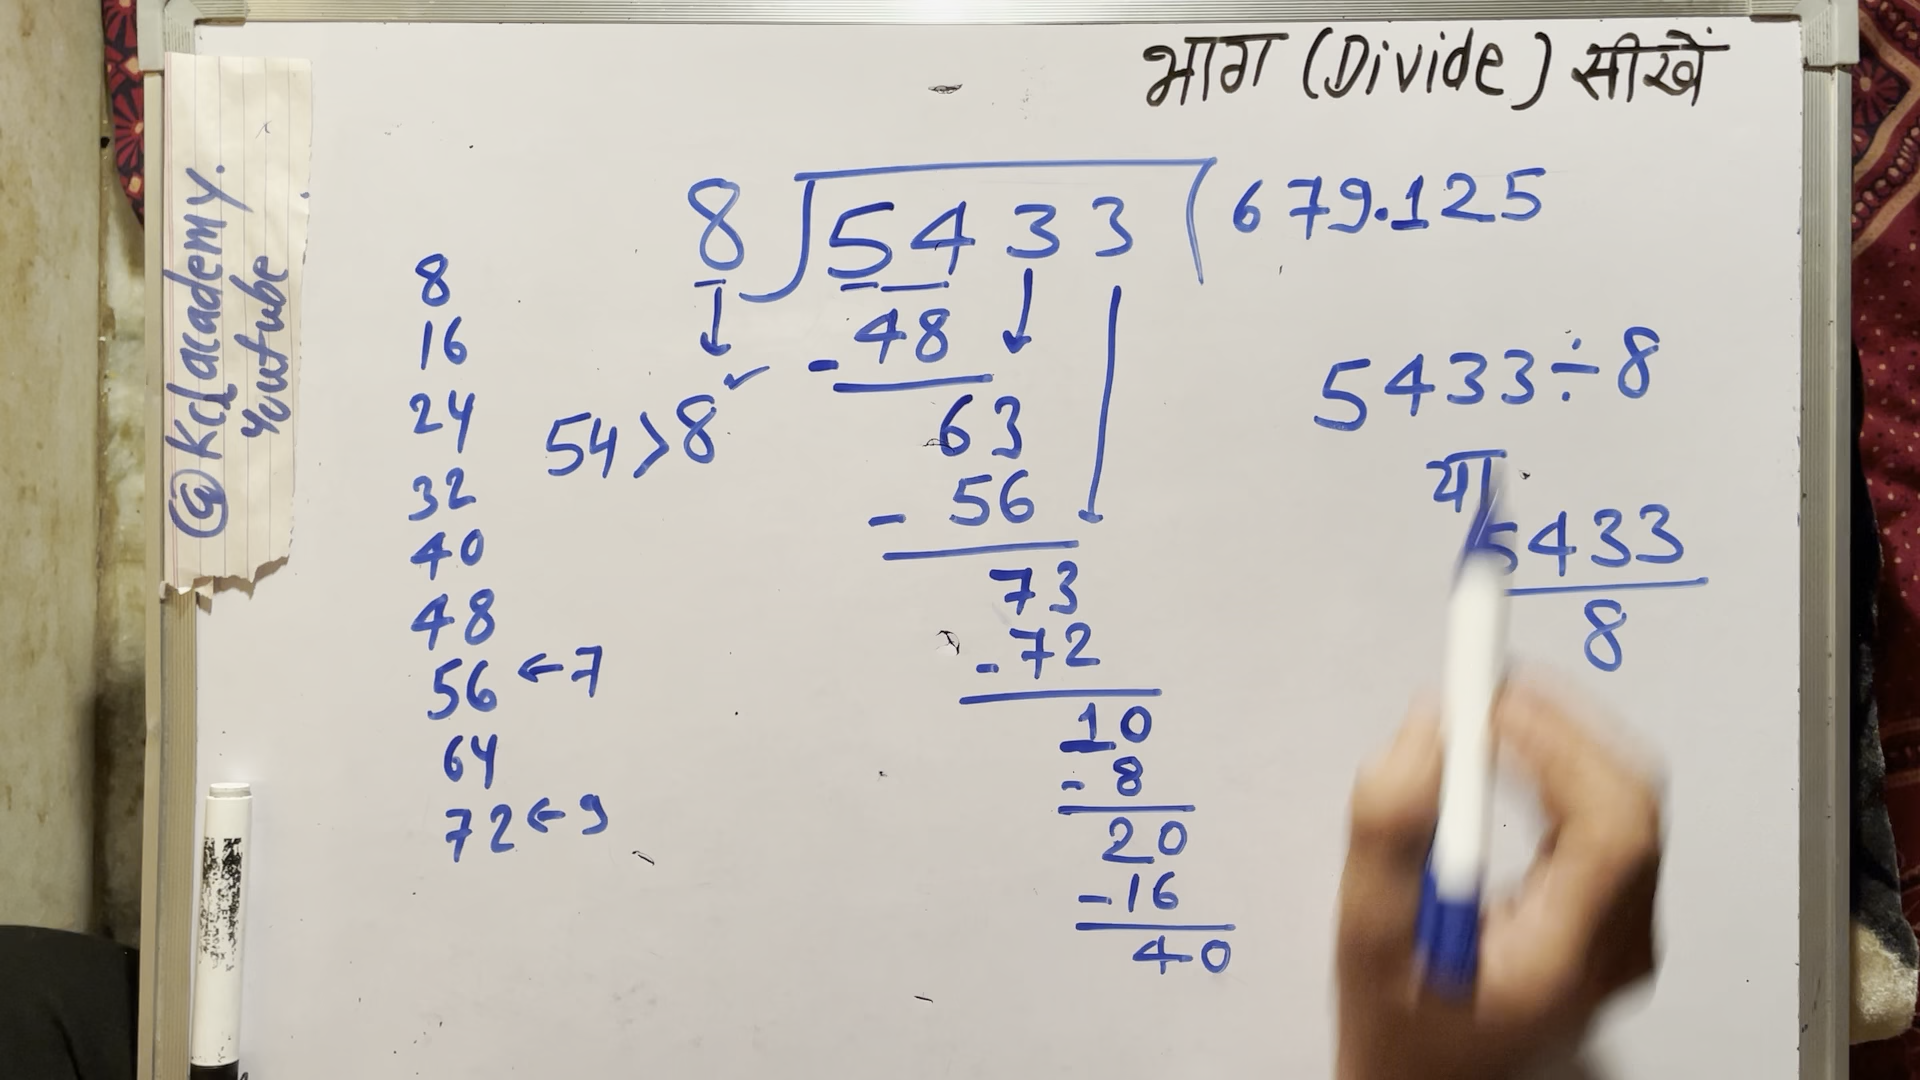 भाग (Divide) सीखें
@Kclacademy.
Youtube
8 5433 ( 679.125
8
16
24
32
40
48
56 ← 7
64
72 ← 9
54 > 8 ✓
- 48
63
- 56
73
- 72
10
- 8
20
- 16
40
5433 ÷ 8
या
5433
8